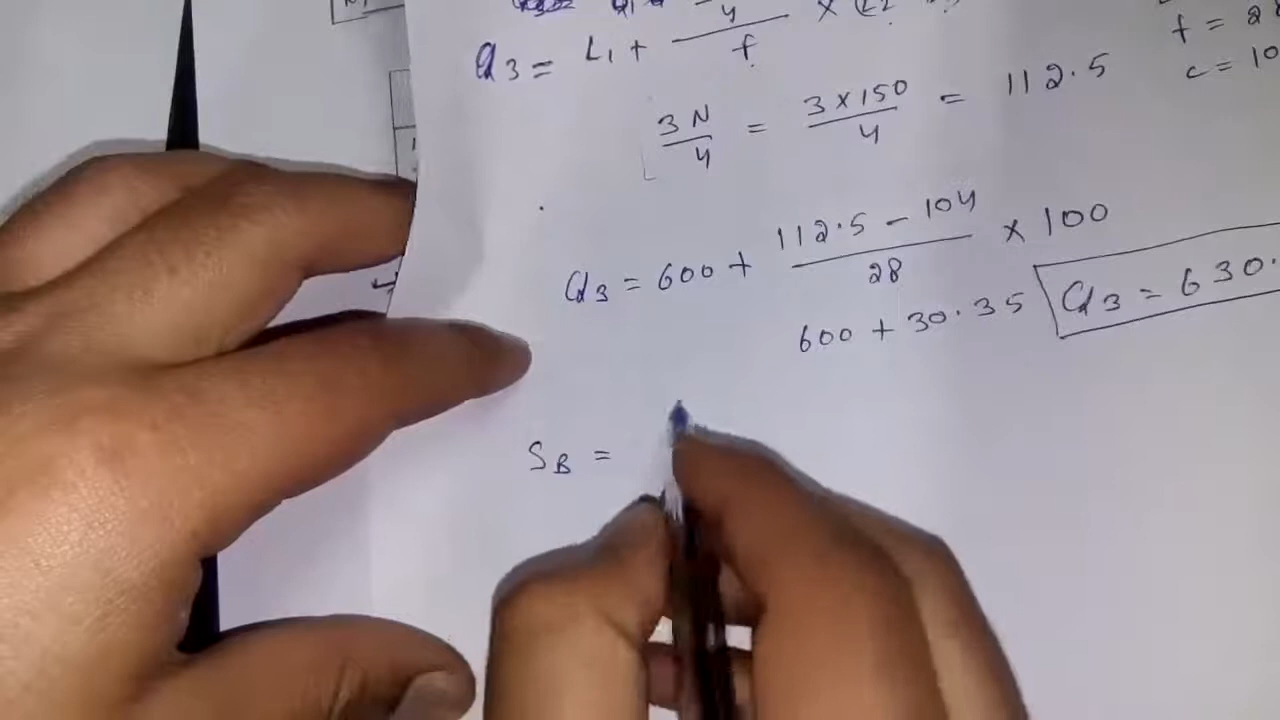 Q3 = L1 + ―/f ×
f = 28
3N/4 = 3×150/4 = 112.5
c = 10
Q3 = 600 + 112.5 – 104/28 × 100
600 + 30.35 Q3 = 630.
SB =